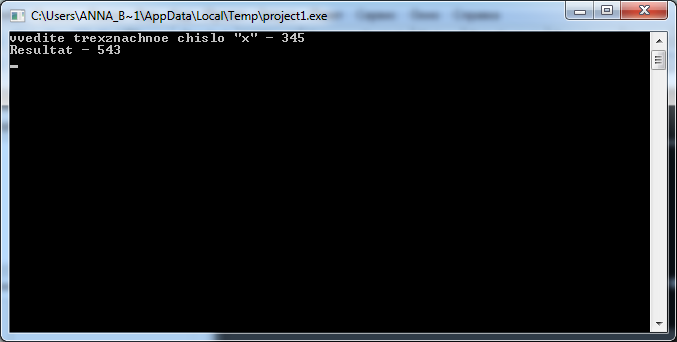 C:\Users\ANNA_B~1\AppData\Local\Temp\project1.exe
vvedite trexznachnoe chislo "x" - 345
Resultat - 543